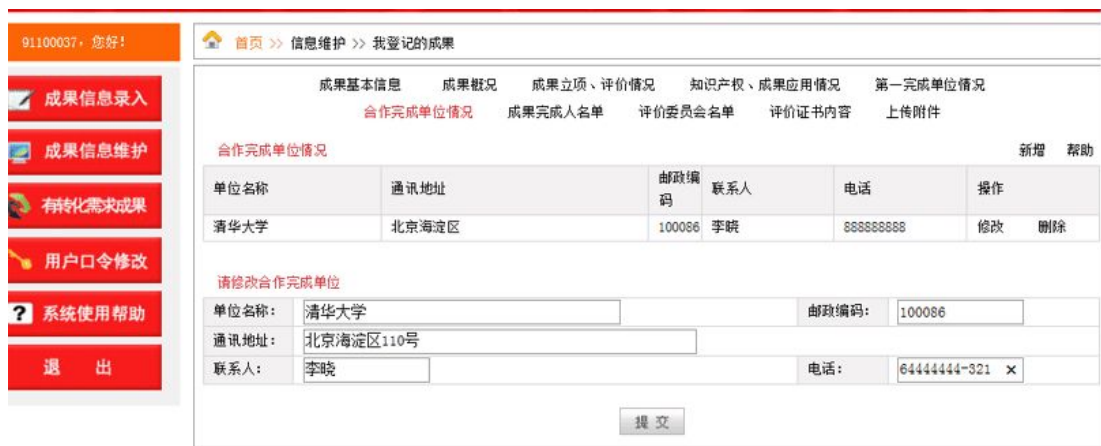 91100037，您好！
首页 >> 信息维护 >> 我登记的成果
成果信息录入
成果信息维护
有转化需求成果
用户口令修改
? 系统使用帮助
退 出
成果基本信息 成果概况 成果立项、评价情况 知识产权、成果应用情况 第一完成单位情况
合作完成单位情况 成果完成人名单 评价委员会名单 评价证书内容 上传附件
合作完成单位情况 新增 帮助
单位名称 通讯地址 邮政编码 联系人 电话 操作
清华大学 北京海淀区 100086 李晓 888888888 修改 删除
请修改合作完成单位
单位名称： 清华大学 邮政编码： 100086
通讯地址： 北京海淀区110号
联系人： 李晓 电话： 64444444-321 ×
提 交